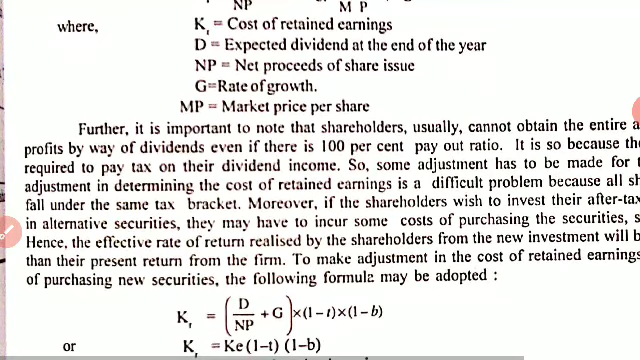 NP M P
where, Kr = Cost of retained earnings
D = Expected dividend at the end of the year
NP = Net proceeds of share issue
G=Rate of growth.
MP = Market price per share
Further, it is important to note that shareholders, usually, cannot obtain the entire a
profits by way of dividends even if there is 100 per cent pay out ratio. It is so because the
required to pay tax on their dividend income. So, some adjustment has to be made for t
adjustment in determining the cost of retained earnings is a difficult problem because all sh
fall under the same tax bracket. Moreover, if the shareholders wish to invest their after-tax
in alternative securities, they may have to incur some costs of purchasing the securities, s
Hence, the effective rate of return realised by the shareholders from the new investment will b
than their present return from the firm. To make adjustment in the cost of retained earnings
of purchasing new securities, the following formula may be adopted :
Kr = (D/NP + G)×(1–t)×(1–b)
or Kr = Ke (1–t) (1–b)